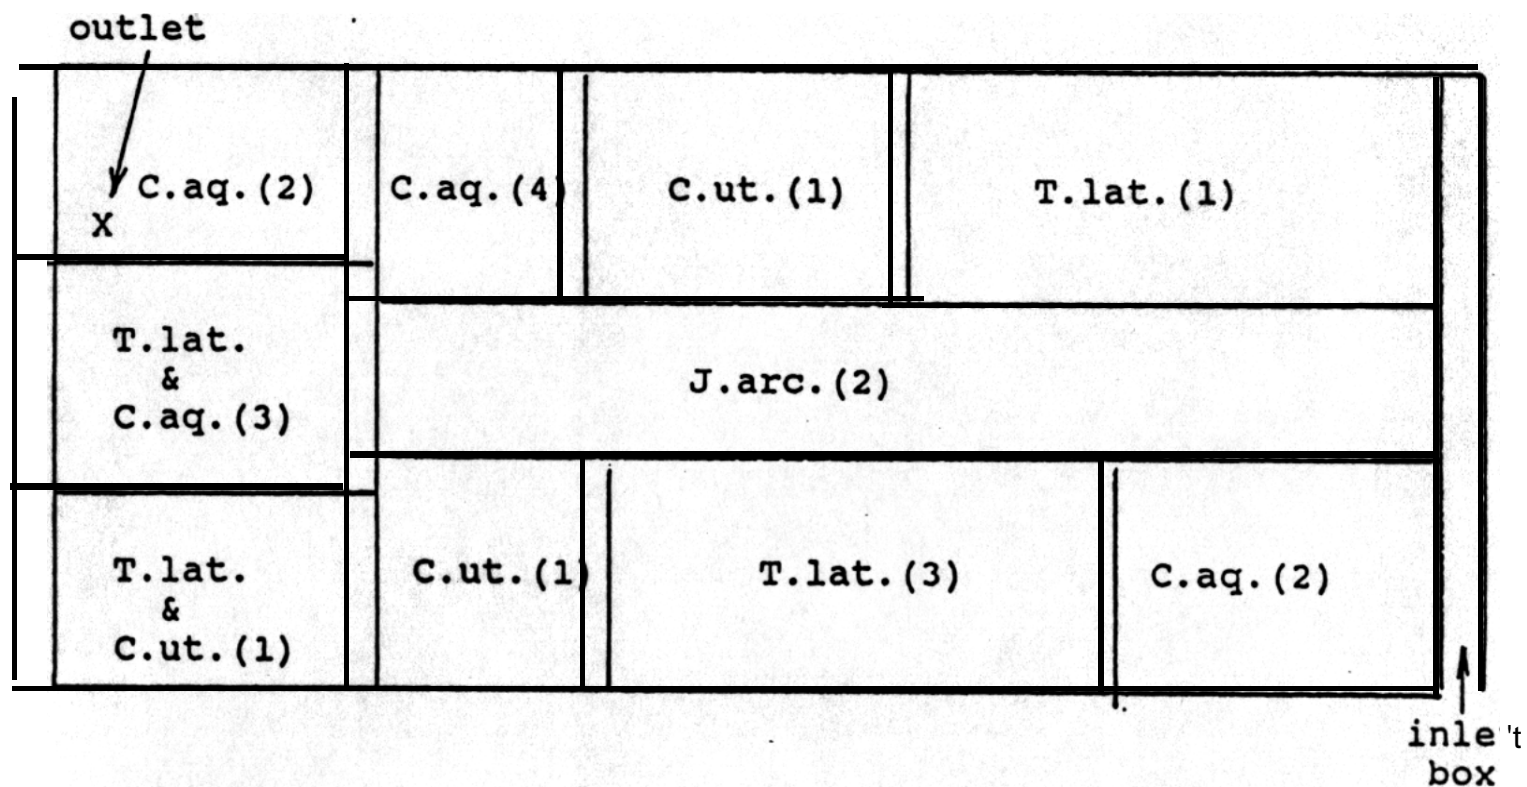 outlet
C.aq.(2)
X
C.aq.(4)
C.ut.(1)
T.lat.(1)
T.lat.
&
C.aq.(3)
J.arc.(2)
T.lat.
&
C.ut.(1)
C.ut.(1)
T.lat.(3)
C.aq.(2)
inle't
box